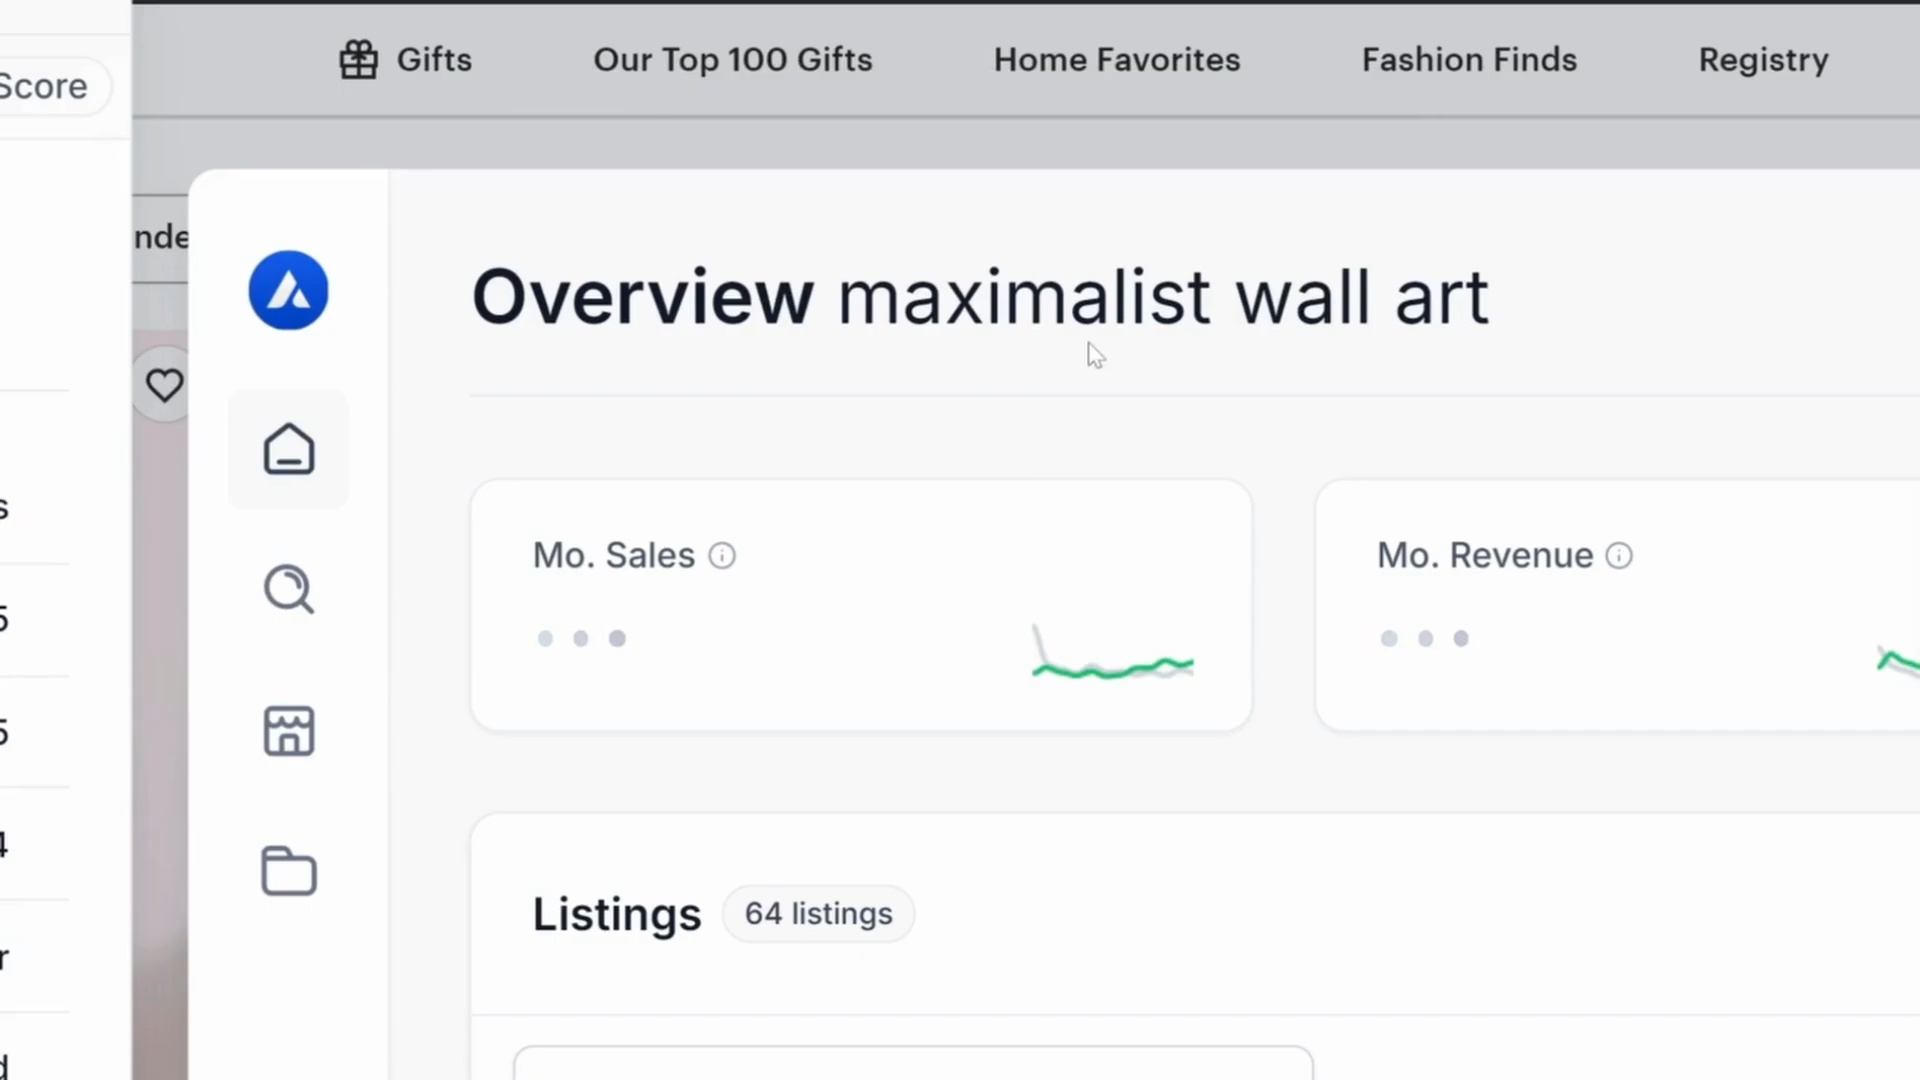 Gifts
Our Top 100 Gifts
Home Favorites
Fashion Finds
Registry
Score
Overview maximalist wall art
Mo. Sales
Mo. Revenue
Listings
64 listings